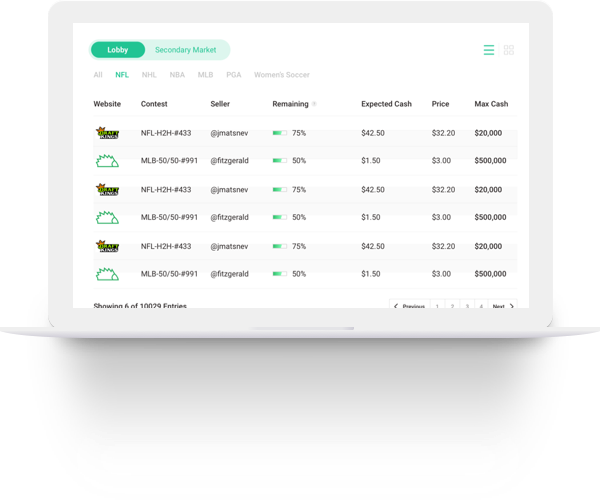 Lobby Secondary Market
All NFL NHL NBA MLB PGA Women's Soccer
Website Contest Seller Remaining Expected Cash Price Max Cash
DRAFT KINGS NFL-H2H-#433 @jmatsnev 75% $42.50 $32.20 $20,000
MLB-50/50-#991 @fitzgerald 50% $1.50 $3.00 $500,000
DRAFT KINGS NFL-H2H-#433 @jmatsnev 75% $42.50 $32.20 $20,000
MLB-50/50-#991 @fitzgerald 50% $1.50 $3.00 $500,000
DRAFT KINGS NFL-H2H-#433 @jmatsnev 75% $42.50 $32.20 $20,000
MLB-50/50-#991 @fitzgerald 50% $1.50 $3.00 $500,000
Showing 6 of 10029 Entries Previous 1 2 3 4 Next